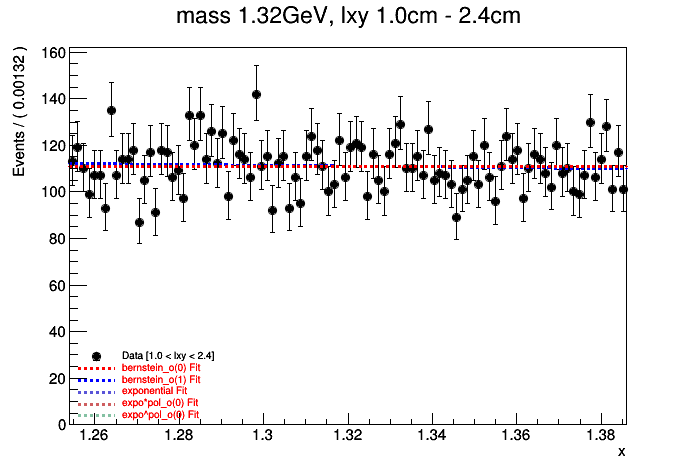 mass 1.32GeV, lxy 1.0cm - 2.4cm
Events / ( 0.00132 )
160
140
120
100
80
60
40
20
0
Data [1.0 < lxy < 2.4]
bernstein_o(0) Fit
bernstein_o(1) Fit
exponential Fit
expo*pol_o(0) Fit
expo^pol_o(0) Fit
1.26 1.28 1.3 1.32 1.34 1.36 1.38
x